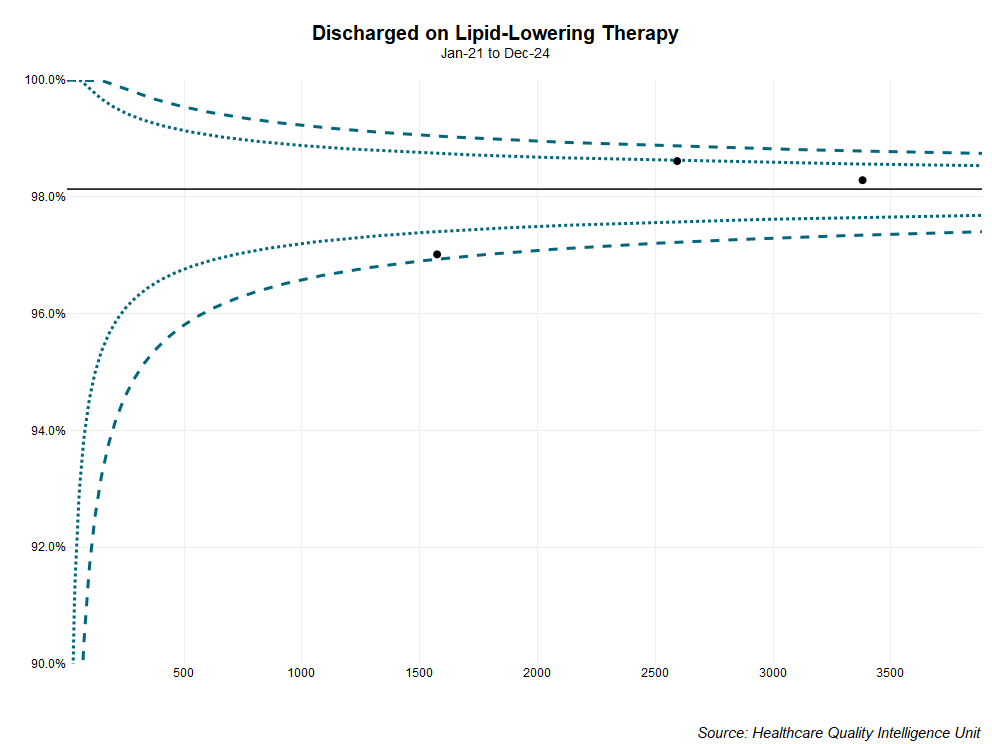 Discharged on Lipid-Lowering Therapy
Jan-21 to Dec-24
100.0%
98.0%
96.0%
94.0%
92.0%
90.0%
500 1000 1500 2000 2500 3000 3500
Source: Healthcare Quality Intelligence Unit